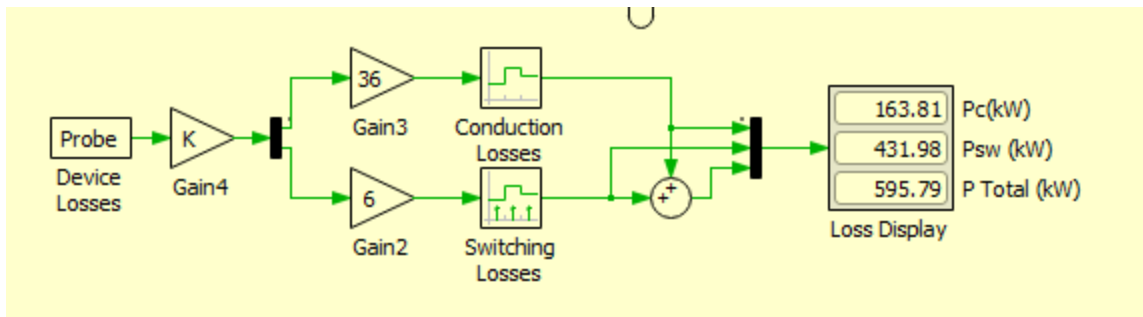 Probe
Device
Losses
K
Gain4
36
Gain3
Conduction
Losses
6
Gain2
Switching
Losses
163.81 Pc(kW)
431.98 Psw (kW)
595.79 P Total (kW)
Loss Display